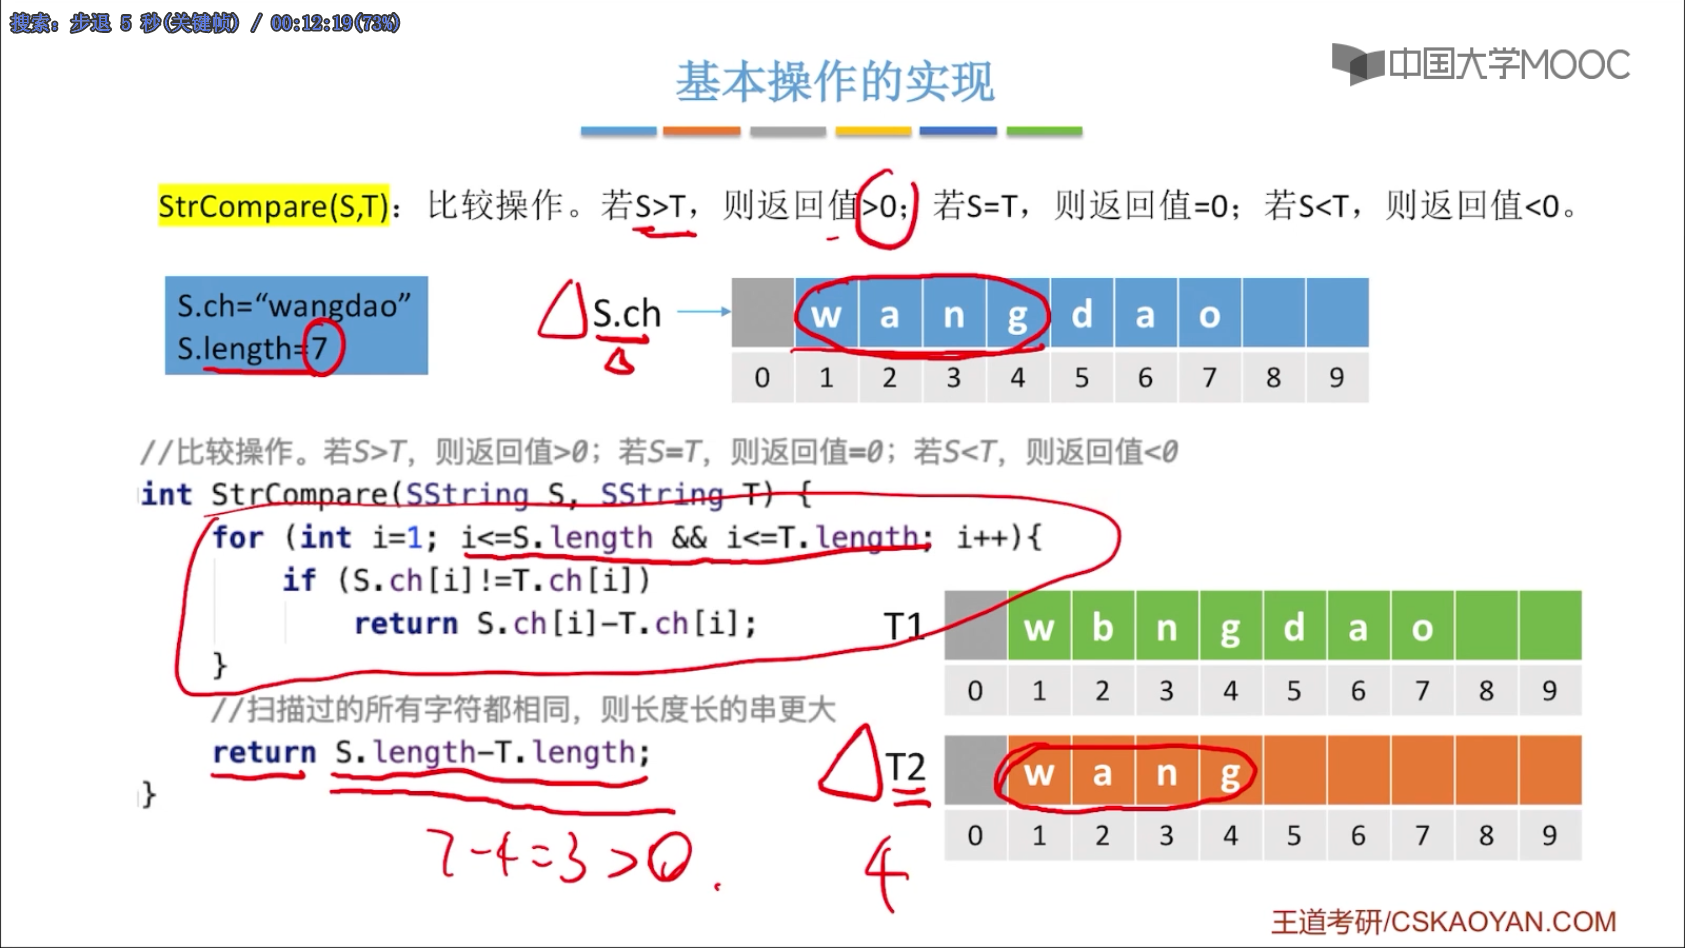 搜索: 步退 5 秒(关键帧) / 00:12:19(73%)
中国大学MOOC
基本操作的实现
StrCompare(S,T)：比较操作。若S>T，则返回值>0；若S=T，则返回值=0；若S<T，则返回值<0。
S.ch=“wangdao”
S.length=7
S.ch
w a n g d a o
0 1 2 3 4 5 6 7 8 9
//比较操作。若S>T，则返回值>0；若S=T，则返回值=0；若S<T，则返回值<0
int StrCompare(SString S, SString T) {
for (int i=1; i<=S.length && i<=T.length; i++){
if (S.ch[i]!=T.ch[i])
return S.ch[i]-T.ch[i];
}
//扫描过的所有字符都相同，则长度长的串更大
return S.length-T.length;
}
T1
w b n g d a o
0 1 2 3 4 5 6 7 8 9
T2
w a n g
0 1 2 3 4 5 6 7 8 9
7-4=3>0.
4
王道考研/CSKAOYAN.COM